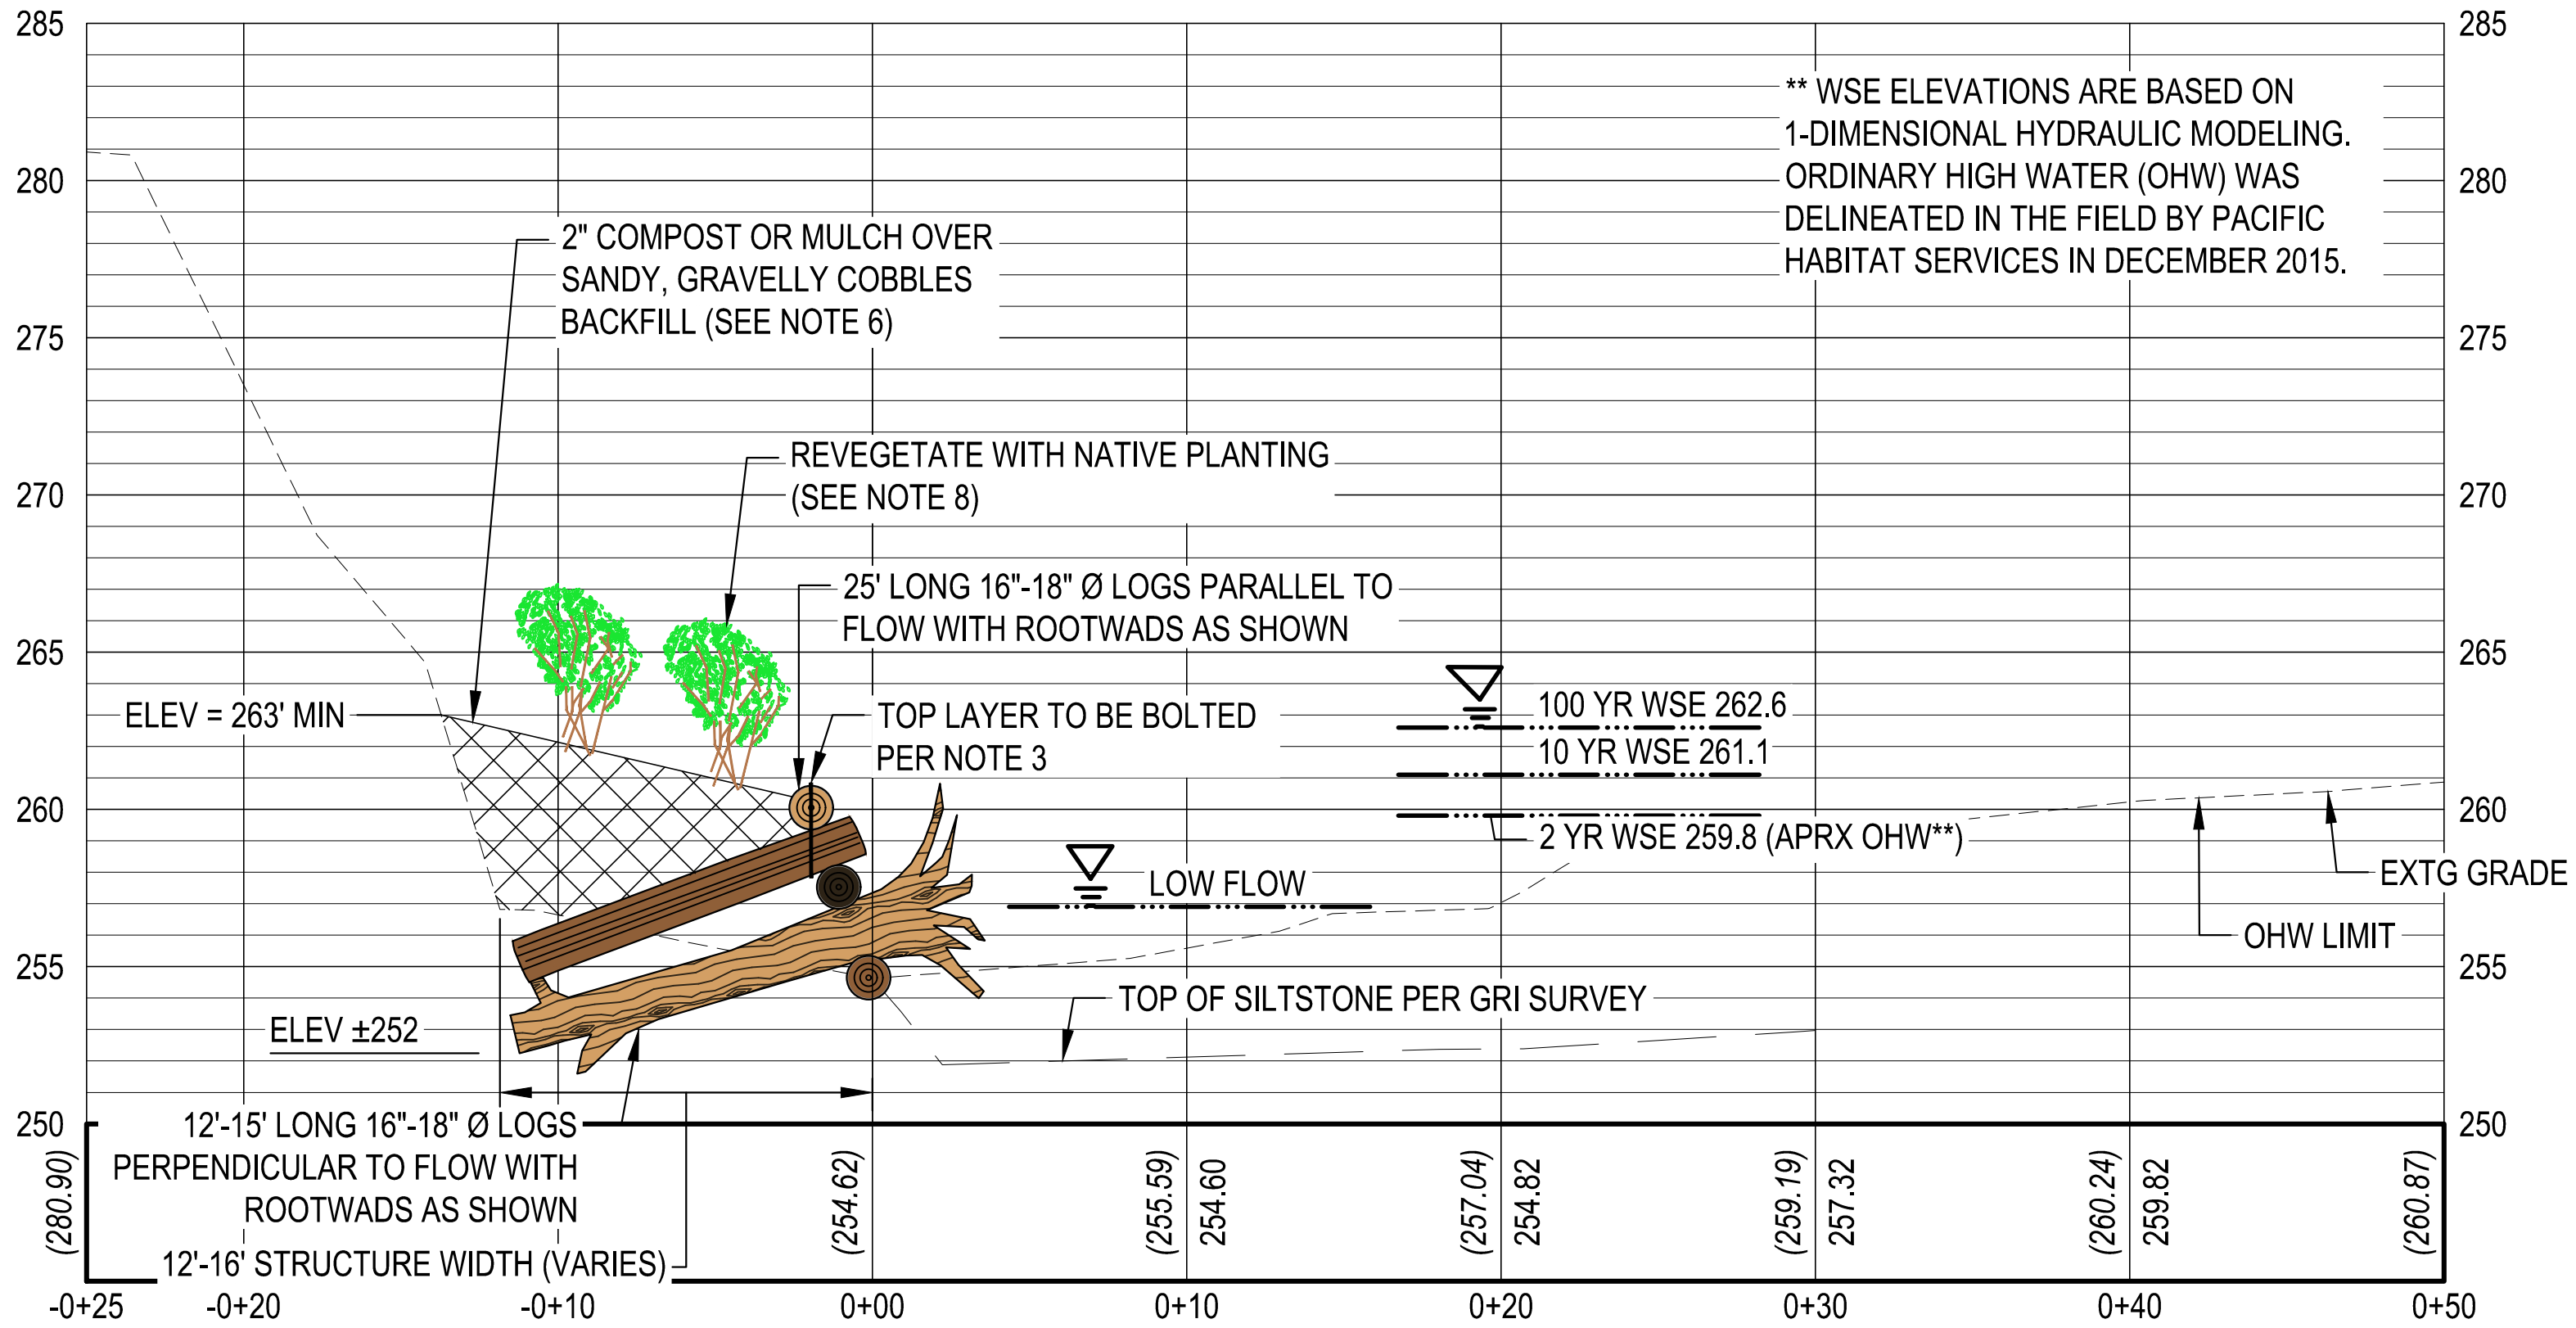 285
285
** WSE ELEVATIONS ARE BASED ON
1-DIMENSIONAL HYDRAULIC MODELING.
ORDINARY HIGH WATER (OHW) WAS
DELINEATED IN THE FIELD BY PACIFIC
HABITAT SERVICES IN DECEMBER 2015.
280
280
2" COMPOST OR MULCH OVER
SANDY, GRAVELLY COBBLES
BACKFILL (SEE NOTE 6)
275
275
REVEGETATE WITH NATIVE PLANTING
(SEE NOTE 8)
270
270
25' LONG 16"-18" Ø LOGS PARALLEL TO
FLOW WITH ROOTWADS AS SHOWN
265
265
ELEV = 263' MIN
TOP LAYER TO BE BOLTED
PER NOTE 3
100 YR WSE 262.6
10 YR WSE 261.1
260
260
2 YR WSE 259.8 (APRX OHW**)
EXTG GRADE
LOW FLOW
OHW LIMIT
255
255
TOP OF SILTSTONE PER GRI SURVEY
ELEV ±252
250
250
12'-15' LONG 16"-18" Ø LOGS
PERPENDICULAR TO FLOW WITH
ROOTWADS AS SHOWN
12'-16' STRUCTURE WIDTH (VARIES)
(280.90)
(254.62)
(255.59)
254.60
(257.04)
254.82
(259.19)
257.32
(260.24)
259.82
(260.87)
-0+25
-0+20
-0+10
0+00
0+10
0+20
0+30
0+40
0+50